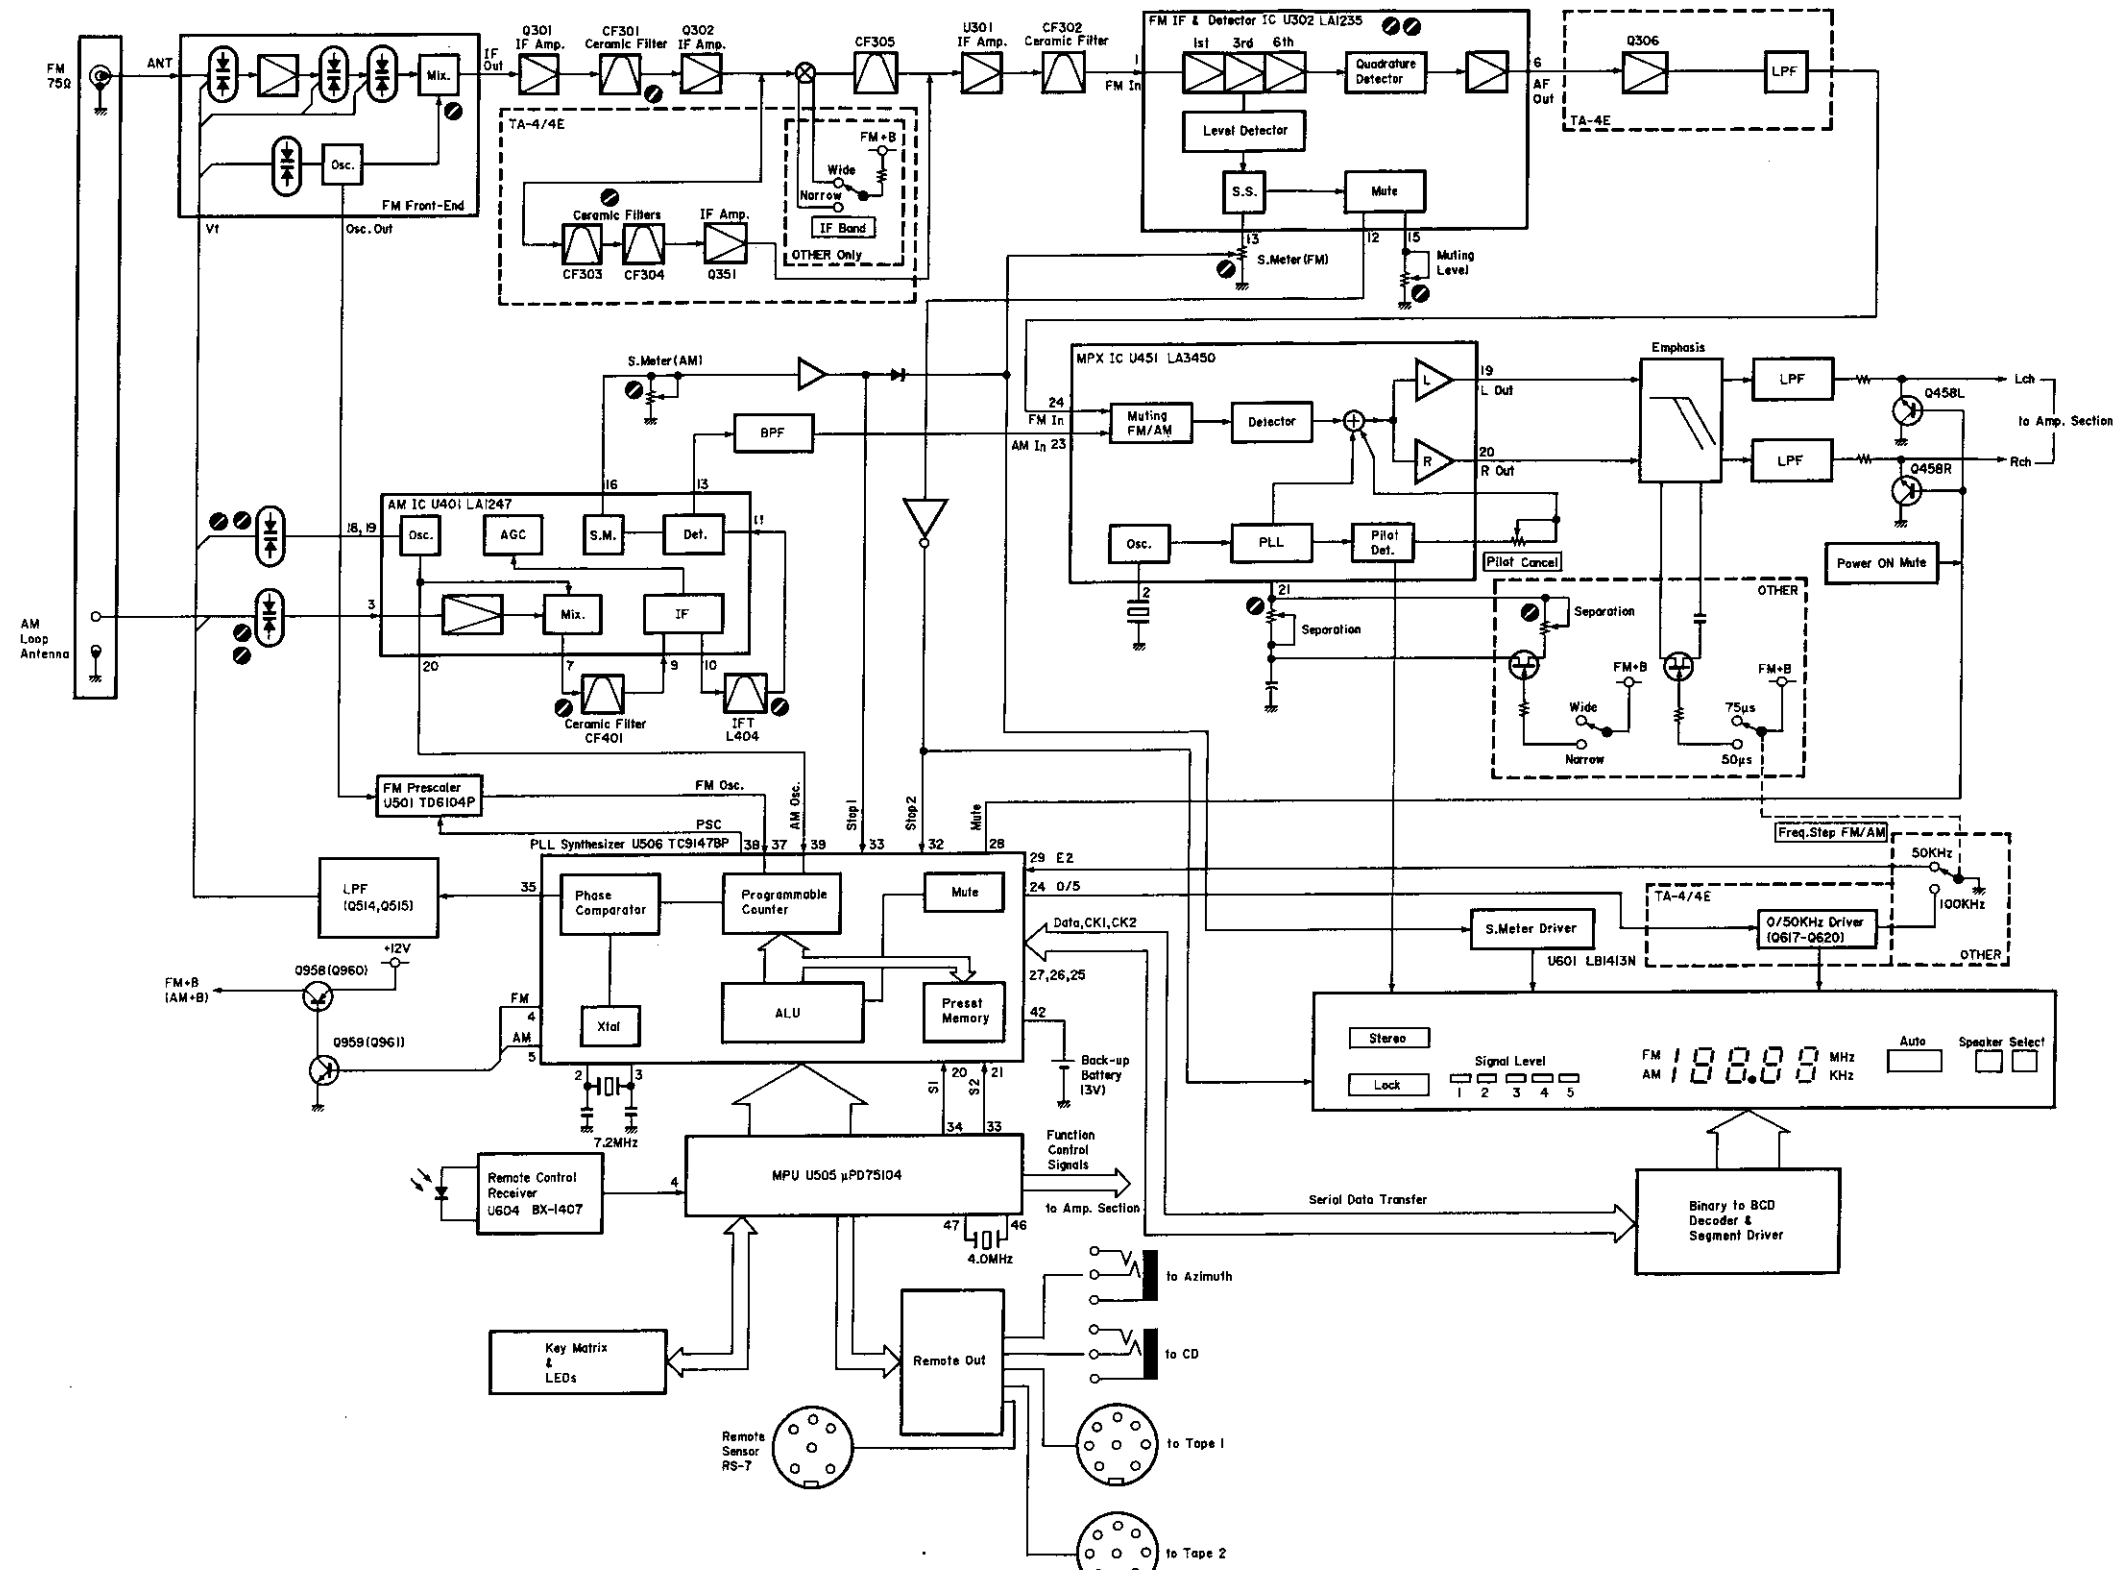 FM
75Ω
ANT
Mix.
Osc.
FM Front-End
Vt
Osc. Out
IF
Out
Q301
IF Amp.
CF301
Ceramic Filter
Q302
IF Amp.
CF305
U301
IF Amp.
CF302
Ceramic Filter
TA-4/4E
FM+B
Wide
Narrow
IF Band
OTHER Only
Ceramic Filters
CF303
CF304
IF Amp.
Q351
FM IF & Detector IC U302 LA1235
1
FM In
1st
3rd
6th
Quadrature
Detector
Level Detector
S.S.
Mute
6
AF
Out
13
12
15
S.Meter(FM)
Muting
Level
Q306
LPF
TA-4E
S.Meter(AM)
BPF
MPX IC U451 LA3450
24
FM In
AM In 23
Muting
FM/AM
Detector
L
R
19
L Out
20
R Out
Osc.
PLL
Pilot
Det.
Pilot Cancel
2
21
Separation
Emphasis
LPF
LPF
Q458L
Q458R
Lch
to Amp. Section
Rch
Power ON Mute
OTHER
Separation
FM+B
Wide
Narrow
FM+B
75μs
50μs
AM
Loop
Antenna
18, 19
3
AM IC U401 LA1247
16
13
11
Osc.
AGC
S.M.
Det.
Mix.
IF
20
7
9
10
Ceramic Filter
CF401
IFT
L404
FM Prescaler
U501 TD6104P
FM Osc.
PSC
AM Osc.
Stop1
Stop2
Mute
PLL Synthesizer U506 TC9147BP
38
37
39
33
32
28
LPF
(Q514,Q515)
35
Phase
Comparator
Programmable
Counter
Mute
ALU
Preset
Memory
Xtal
29 E2
24 0/5
Data,CK1,CK2
27,26,25
42
Back-up
Battery
(3V)
+12V
Q958(Q960)
FM+B
(AM+B)
Q959(Q961)
FM
4
AM
5
2
3
7.2MHz
S1
20
S2
21
34
33
Freq.Step FM/AM
50KHz
100KHz
OTHER
TA-4/4E
0/50KHz Driver
(Q617-Q620)
S.Meter Driver
U601 LB1413N
Stereo
Lock
Signal Level
1 2 3 4 5
FM
AM
188.88
MHz
KHz
Auto
Speaker Select
Remote Control
Receiver
U604 BX-1407
4
MPU U505 μPD75104
47
46
4.0MHz
Function
Control
Signals
to Amp. Section
Serial Data Transfer
Binary to BCD
Decoder &
Segment Driver
Key Matrix
&
LEDs
Remote Out
to Azimuth
to CD
Remote
Sensor
RS-7
to Tape 1
to Tape 2